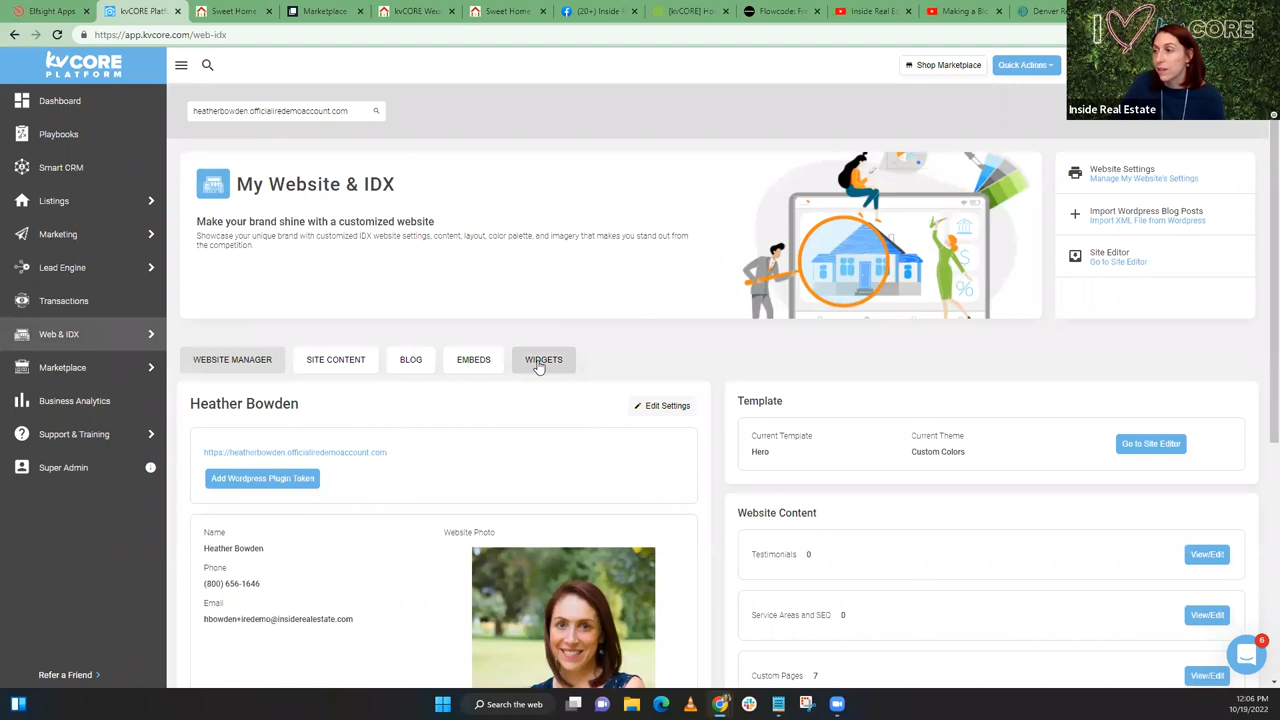 Elfsight Apps
kvCORE Platf
Sweet Home
Marketplace
kvCORE Wec
Sweet Home
(20+) Inside R
[kvCORE] Ho
Flowcode: Fr
Inside Real Es
Making a Bi
Denver R
https://app.kvcore.com/web-idx
I CORE
Inside Real Estate
kvCORE
PLATFORM
Shop Marketplace
Quick Actions
Dashboard
Playbooks
Smart CRM
Listings
Marketing
Lead Engine
Transactions
Web & IDX
Marketplace
Business Analytics
Support & Training
Super Admin
Refer a Friend
heatherbowden.officialiredemoaccount.com
My Website & IDX
Make your brand shine with a customized website
Showcase your unique brand with customized IDX website settings, content, layout, color palette, and imagery that makes you stand out from
the competition.
$
%
Website Settings
Manage My Website's Settings
Import Wordpress Blog Posts
Import XML File from Wordpress
Site Editor
Go to Site Editor
WEBSITE MANAGER
SITE CONTENT
BLOG
EMBEDS
WIDGETS
Heather Bowden
Edit Settings
https://heatherbowden.officialiredemoaccount.com
Add Wordpress Plugin Token
Name
Heather Bowden
Phone
(800) 656-1646
Email
hbowden+iredemo@insiderealestate.com
Website Photo
Template
Current Template
Hero
Current Theme
Custom Colors
Go to Site Editor
Website Content
Testimonials 0
View/Edit
Service Areas and SEO 0
View/Edit
Custom Pages 7
View/Edit
6
Search the web
12:06 PM
10/19/2022